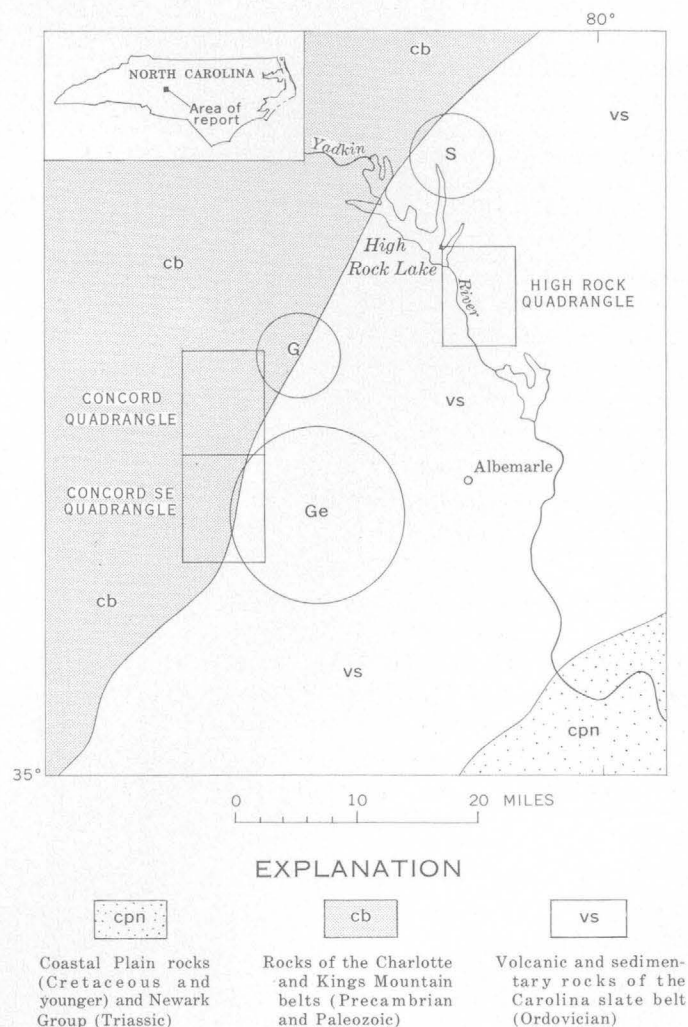 80°
cb
NORTH CAROLINA
Area of
report
vs
Yadkin
S
High
Rock Lake
River
cb
HIGH ROCK
QUADRANGLE
G
CONCORD
QUADRANGLE
vs
Albemarle
CONCORD SE
QUADRANGLE
Ge
cb
vs
cpn
35°
0 10 20 MILES
EXPLANATION
cpn
Coastal Plain rocks
(Cretaceous and
younger) and Newark
Group (Triassic)
cb
Rocks of the Charlotte
and Kings Mountain
belts (Precambrian
and Paleozoic)
vs
Volcanic and sedimen-
tary rocks of the
Carolina slate belt
(Ordovician)